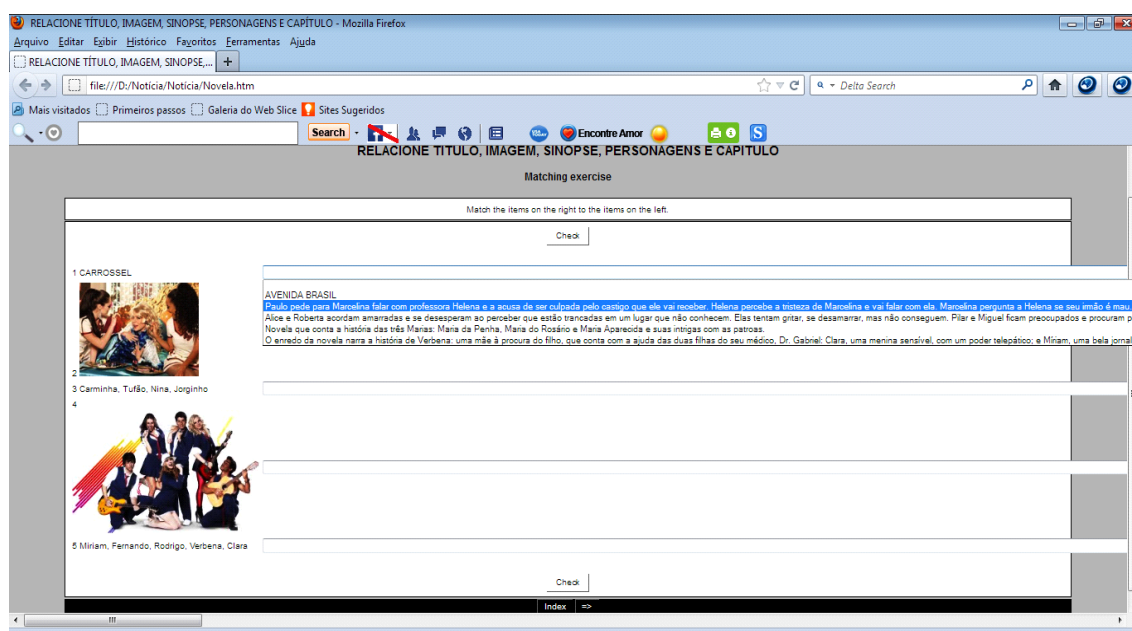 RELACIONE TÍTULO, IMAGEM, SINOPSE, PERSONAGENS E CAPÍTULO - Mozilla Firefox
Arquivo Editar Exibir Histórico Favoritos Ferramentas Ajuda
RELACIONE TÍTULO, IMAGEM, SINOPSE,... +
file:///D:/Notícia/Notícia/Novela.htm Delta Search
Mais visitados Primeiros passos Galeria do Web Slice Sites Sugeridos
Search Encontre Amor S
RELACIONE TÍTULO, IMAGEM, SINOPSE, PERSONAGENS E CAPÍTULO
Matching exercise
Match the items on the right to the items on the left.
Check
1 CARROSSEL
AVENIDA BRASIL
Paulo pede para Marcelina falar com professora Helena e a acusa de ser culpada pelo castigo que ele vai receber. Helena percebe a tristeza de Marcelina e vai falar com ela. Marcelina pergunta a Helena se seu irmão é mau.
Alice e Roberta acordam amarradas e se desesperam ao perceber que estão trancadas em um lugar que não conhecem. Elas tentam gritar, se desamarrar, mas não conseguem. Pilar e Miguel ficam preocupados e procuram p
Novela que conta a história das três Marias: Maria da Penha, Maria do Rosário e Maria Aparecida e suas intrigas com as patroas.
O enredo da novela narra a história de Verbena: uma mãe à procura do filho, que conta com a ajuda das duas filhas do seu médico, Dr. Gabriel: Clara, uma menina sensível, com um poder telepático; e Míriam, uma bela jornal
2
3 Carminha, Tufão, Nina, Jorginho
4
5 Miriam, Fernando, Rodrigo, Verbena, Clara
Check
Index =>